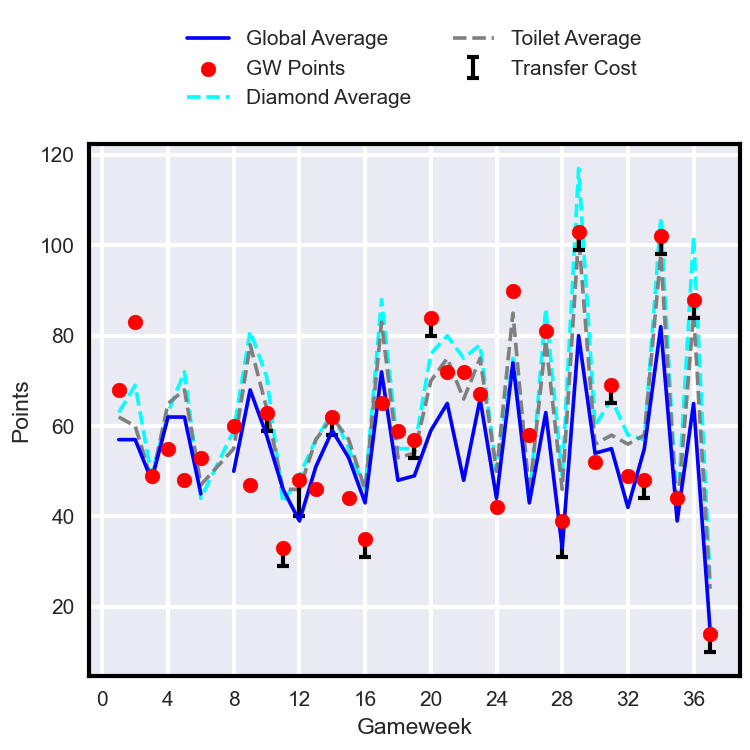 Global Average
GW Points
Diamond Average
Toilet Average
Transfer Cost
120
100
80
60
40
20
Points
0 4 8 12 16 20 24 28 32 36
Gameweek